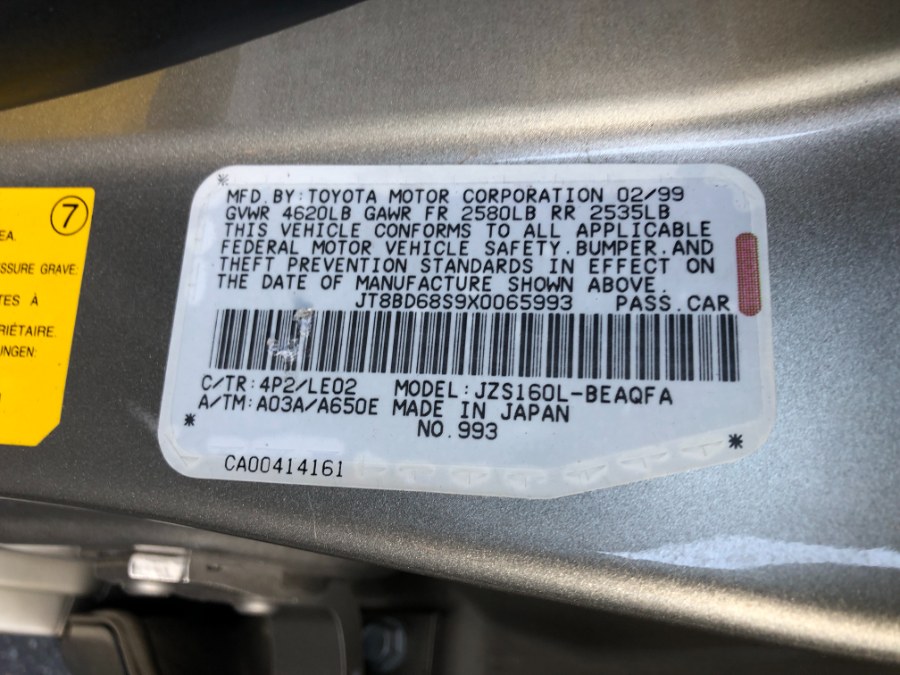 MFD.BY:TOYOTA MOTOR CORPORATION 02/99
GVWR 4620LB GAWR FR 2580LB RR 2535LB
THIS VEHICLE CONFORMS TO ALL APPLICABLE
FEDERAL MOTOR VEHICLE SAFETY.BUMPER.AND
THEFT PREVENTION STANDARDS IN EFFECT ON
THE DATE OF MANUFACTURE SHOWN ABOVE.
JT8BD68S9X0065993 PASS.CAR
C/TR:4P2/LE02 MODEL:JZS160L-BEAQFA
A/TM:A03A/A650E MADE IN JAPAN
NO.993
CA00414161
7
EA.
SSURE GRAVE:
TES À
RIÉTAIRE.
UNGEN: